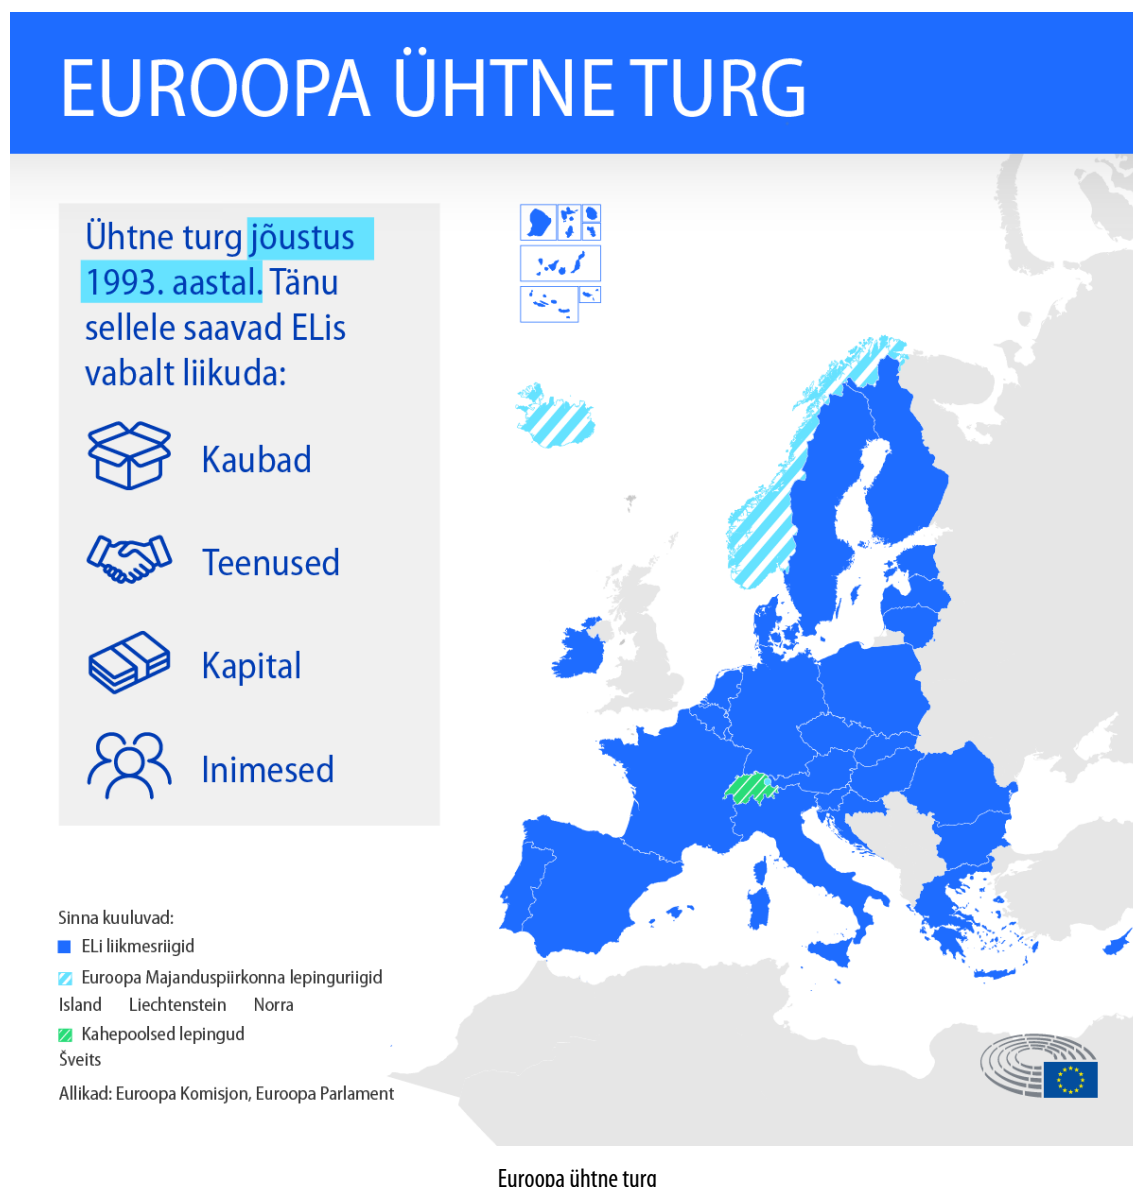 EUROOPA ÜHTNE TURG
Ühtne turg jõustus
1993. aastal. Tänu
sellele saavad ELis
vabalt liikuda:
Kaubad
Teenused
Kapital
Inimesed
Sinna kuuluvad:
ELi liikmesriigid
Euroopa Majanduspiirkonna lepinguriigid
Island Liechtenstein Norra
Kahepoolsed lepingud
Šveits
Allikad: Euroopa Komisjon, Euroopa Parlament
Euroopa ühtne turg